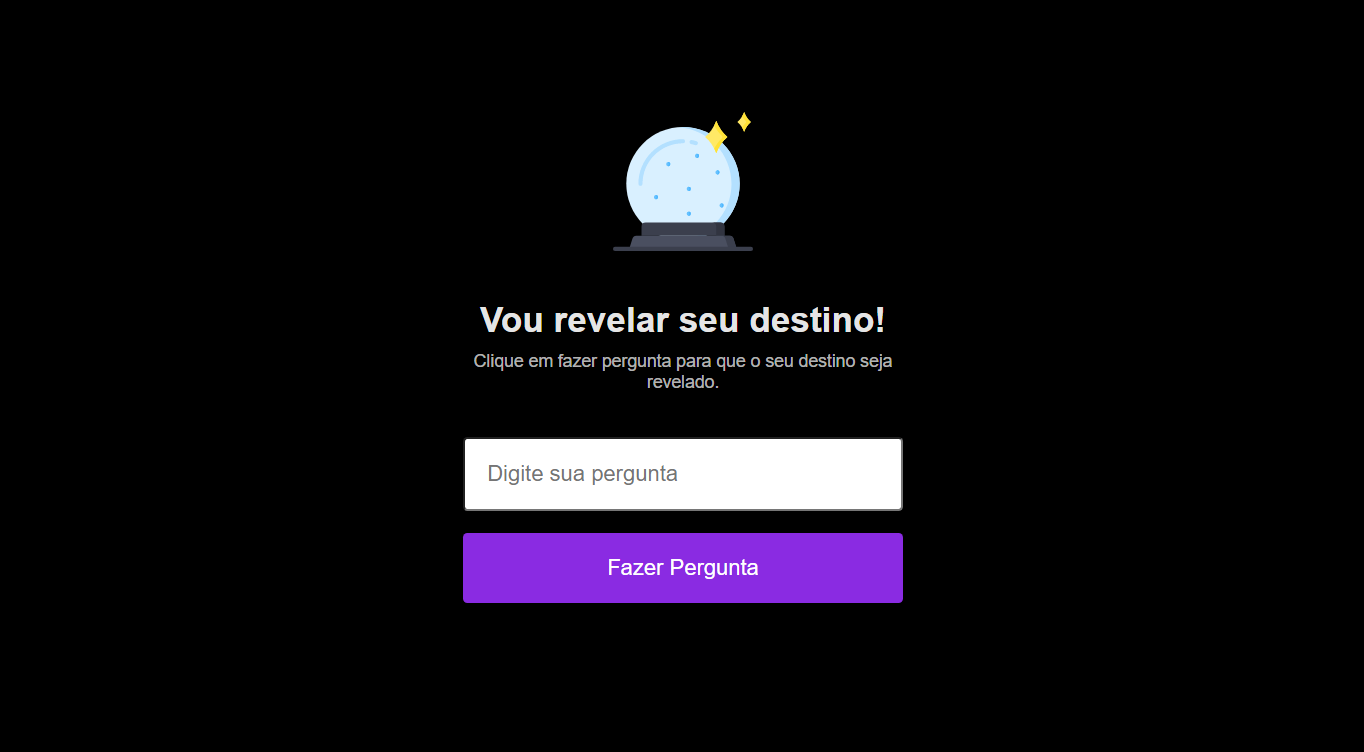 Vou revelar seu destino!
Clique em fazer pergunta para que o seu destino seja
revelado.
Digite sua pergunta
Fazer Pergunta